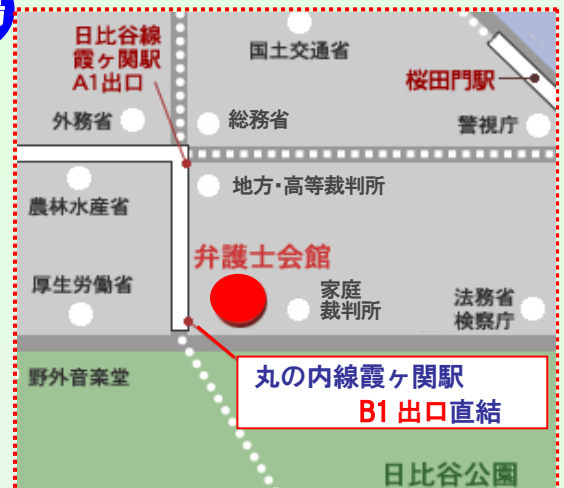 日比谷線
霞ヶ関駅
A1出口
国土交通省
桜田門駅
外務省
総務省
警視庁
農林水産省
地方・高等裁判所
弁護士会館
厚生労働省
家庭
裁判所
法務省
検察庁
野外音楽堂
丸の内線霞ヶ関駅
B1 出口直結
日比谷公園